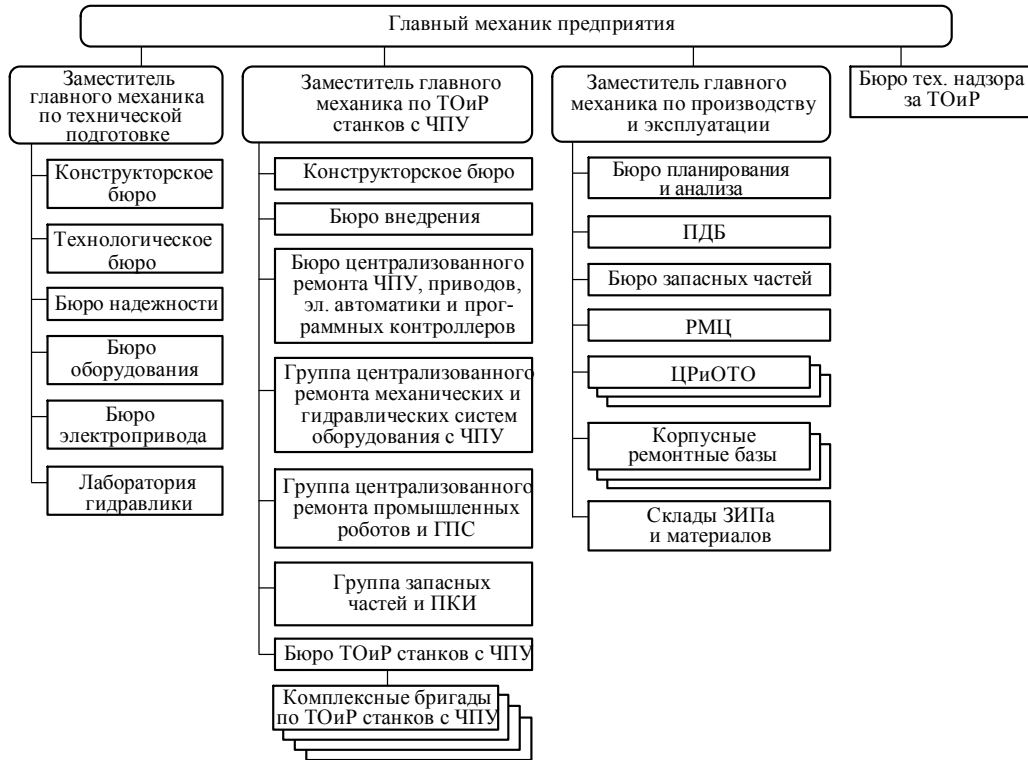 Главный механик предприятия
Заместитель
главного механика
по технической
подготовке
Конструкторское
бюро
Технологическое
бюро
Бюро надежности
Бюро
оборудования
Бюро
электропривода
Лаборатория
гидравлики
Заместитель главного
механика по ТОиР
станков с ЧПУ
Конструкторское бюро
Бюро внедрения
Бюро централизованного
ремонта ЧПУ, приводов,
эл. автоматики и прог-
раммных контроллеров
Группа централизованного
ремонта механических и
гидравлических систем
оборудования с ЧПУ
Группа централизованного
ремонта промышленных
роботов и ГПС
Группа запасных
частей и ПКИ
Бюро ТОиР станков с ЧПУ
Комплексные бригады
по ТОиР станков с ЧПУ
Заместитель главного
механика по производству
и эксплуатации
Бюро планирования
и анализа
ПДБ
Бюро запасных частей
РМЦ
ЦРиОТО
Корпусные
ремонтные базы
Склады ЗИПа
и материалов
Бюро тех. надзора
за ТОиР